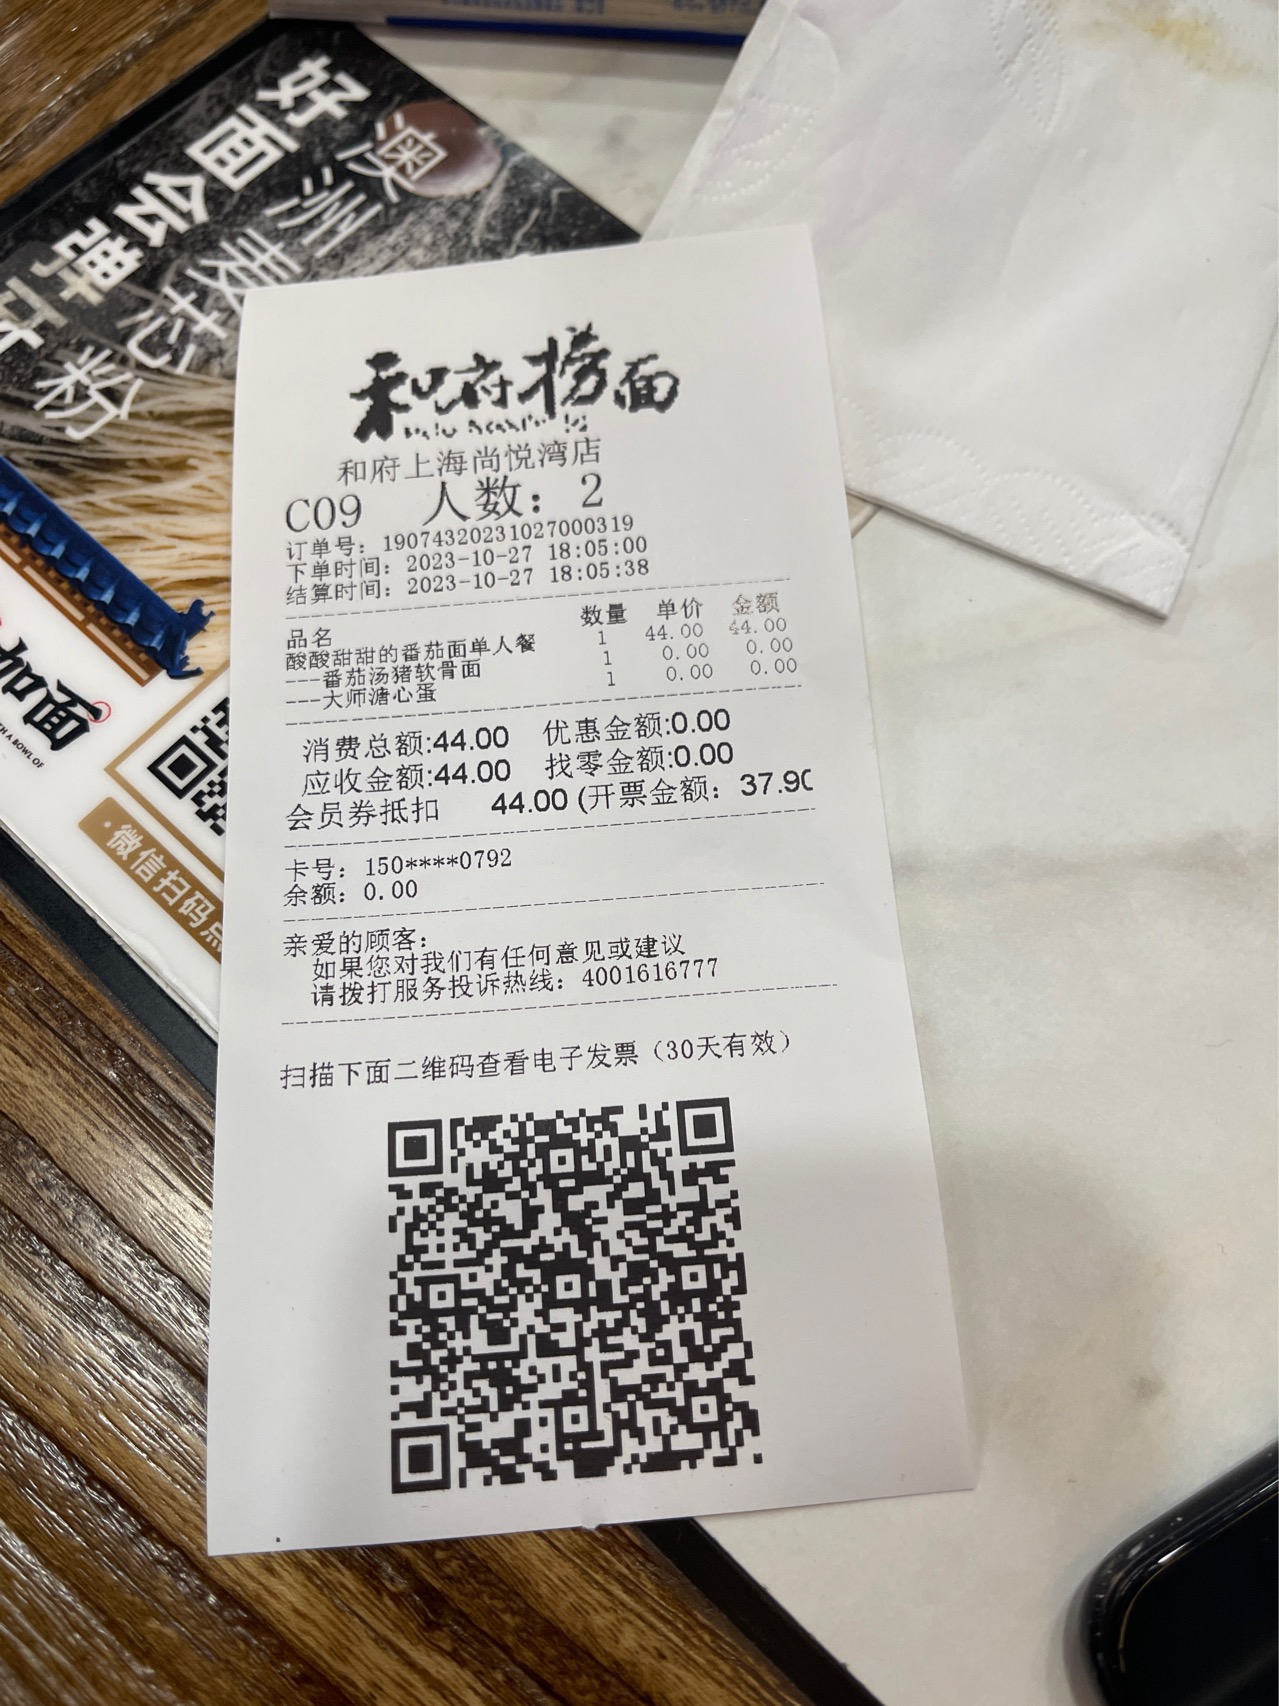 好面会弹
澳洲麦芯粉
加面
微信扫码点
和府捞面
和府上海尚悦湾店
C09 人数：2
订单号：19074320231027000319
下单时间：2023-10-27 18:05:00
结算时间：2023-10-27 18:05:38
品名 数量 单价 金额
酸酸甜甜的番茄面单人餐 1 44.00 44.00
---番茄汤猪软骨面 1 0.00 0.00
---大师溏心蛋 1 0.00 0.00
消费总额:44.00 优惠金额:0.00
应收金额:44.00 找零金额:0.00
会员券抵扣 44.00 (开票金额：37.90
卡号：150****0792
余额：0.00
亲爱的顾客：
如果您对我们有任何意见或建议
请拨打服务投诉热线：4001616777
扫描下面二维码查看电子发票（30天有效）